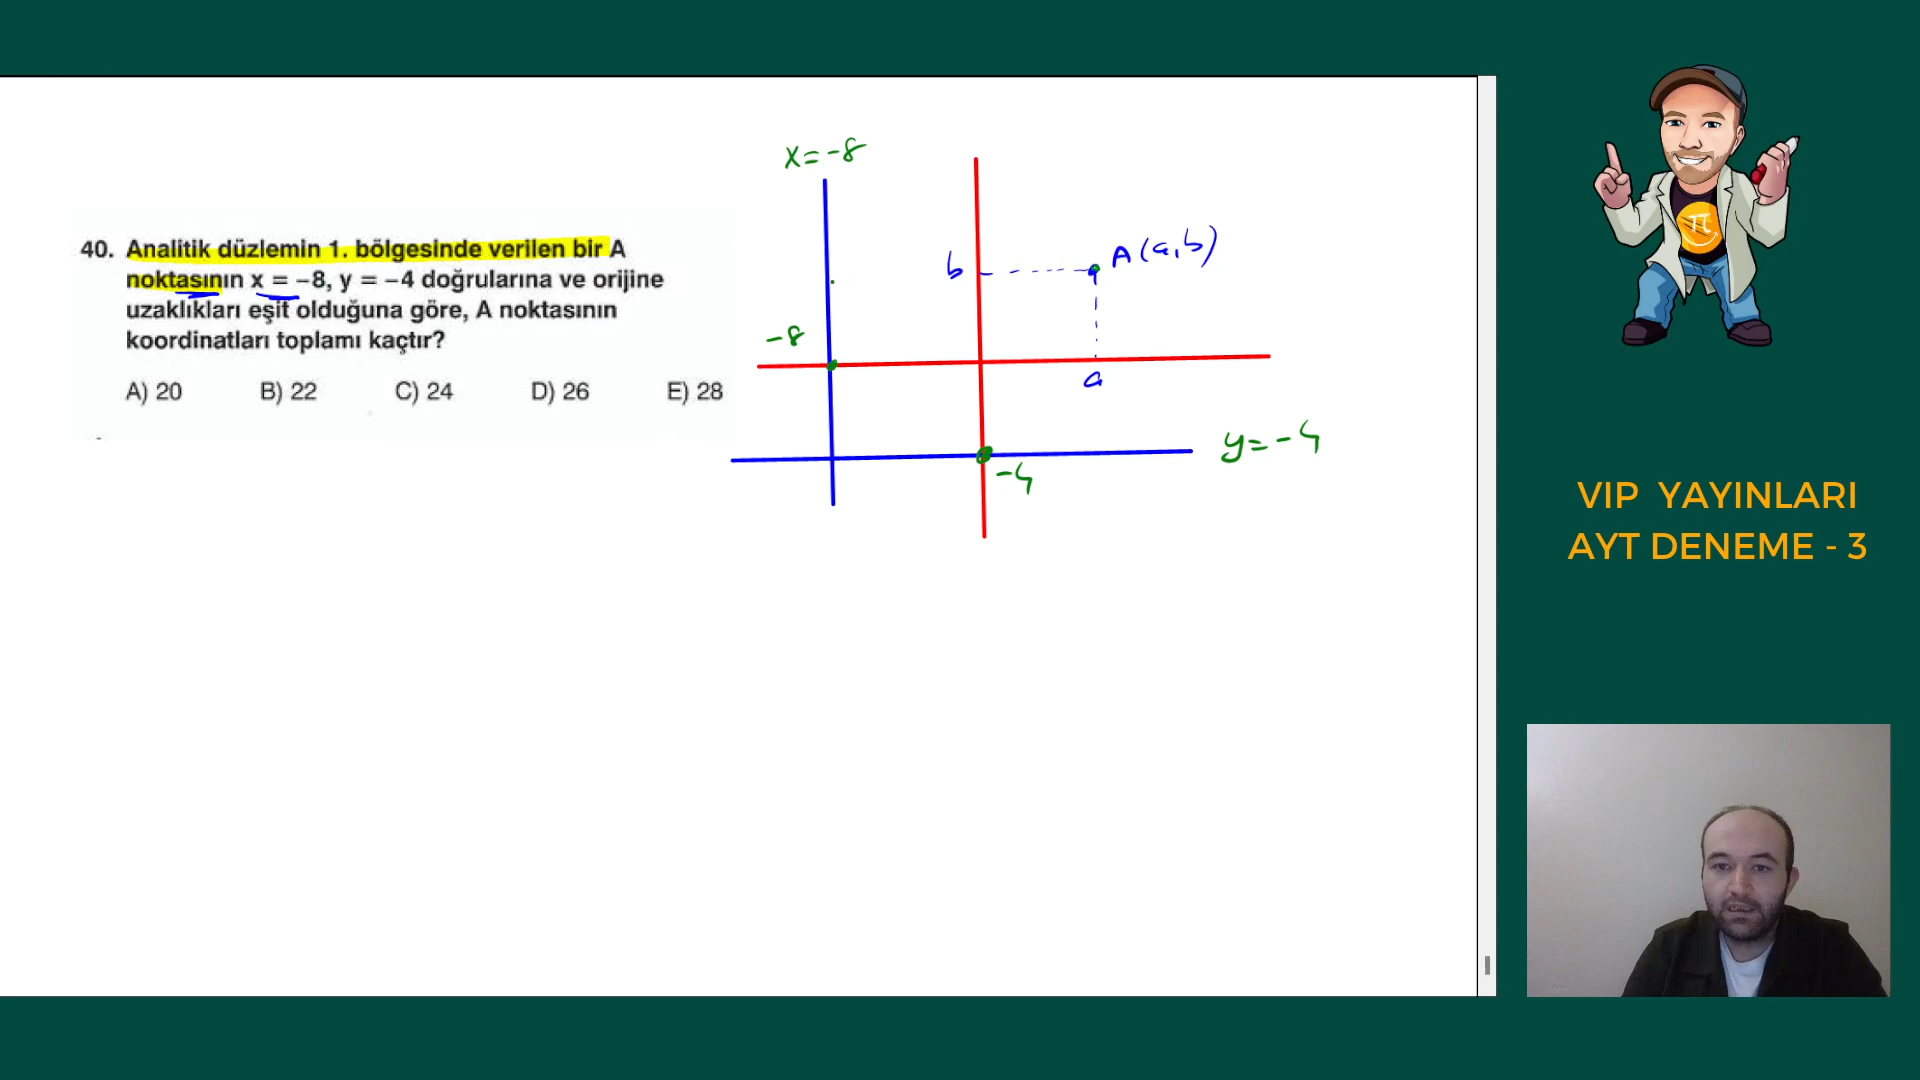 40. Analitik düzlemin 1. bölgesinde verilen bir A
noktasının x = −8, y = −4 doğrularına ve orijine
uzaklıkları eşit olduğuna göre, A noktasının
koordinatları toplamı kaçtır?
A) 20 B) 22 C) 24 D) 26 E) 28
x=-8
b
A(a,b)
-8
a
y=-4
-4
π
VIP YAYINLARI
AYT DENEME - 3